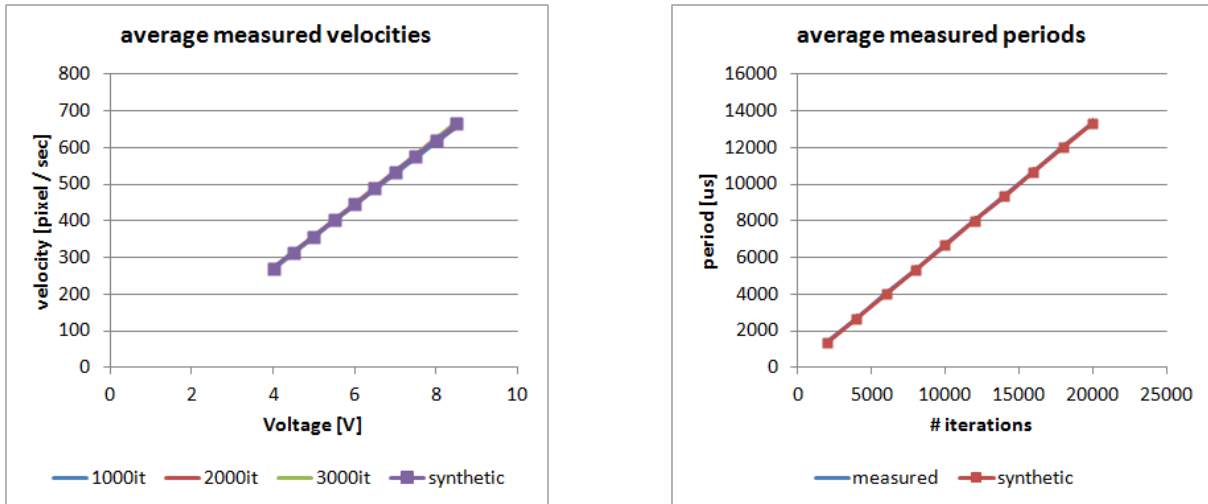 average measured velocities
800
700
600
500
400
300
200
100
0
velocity [pixel / sec]
0 2 4 6 8 10
Voltage [V]
1000it 2000it 3000it synthetic
average measured periods
16000
14000
12000
10000
8000
6000
4000
2000
0
period [us]
0 5000 10000 15000 20000 25000
# iterations
measured synthetic